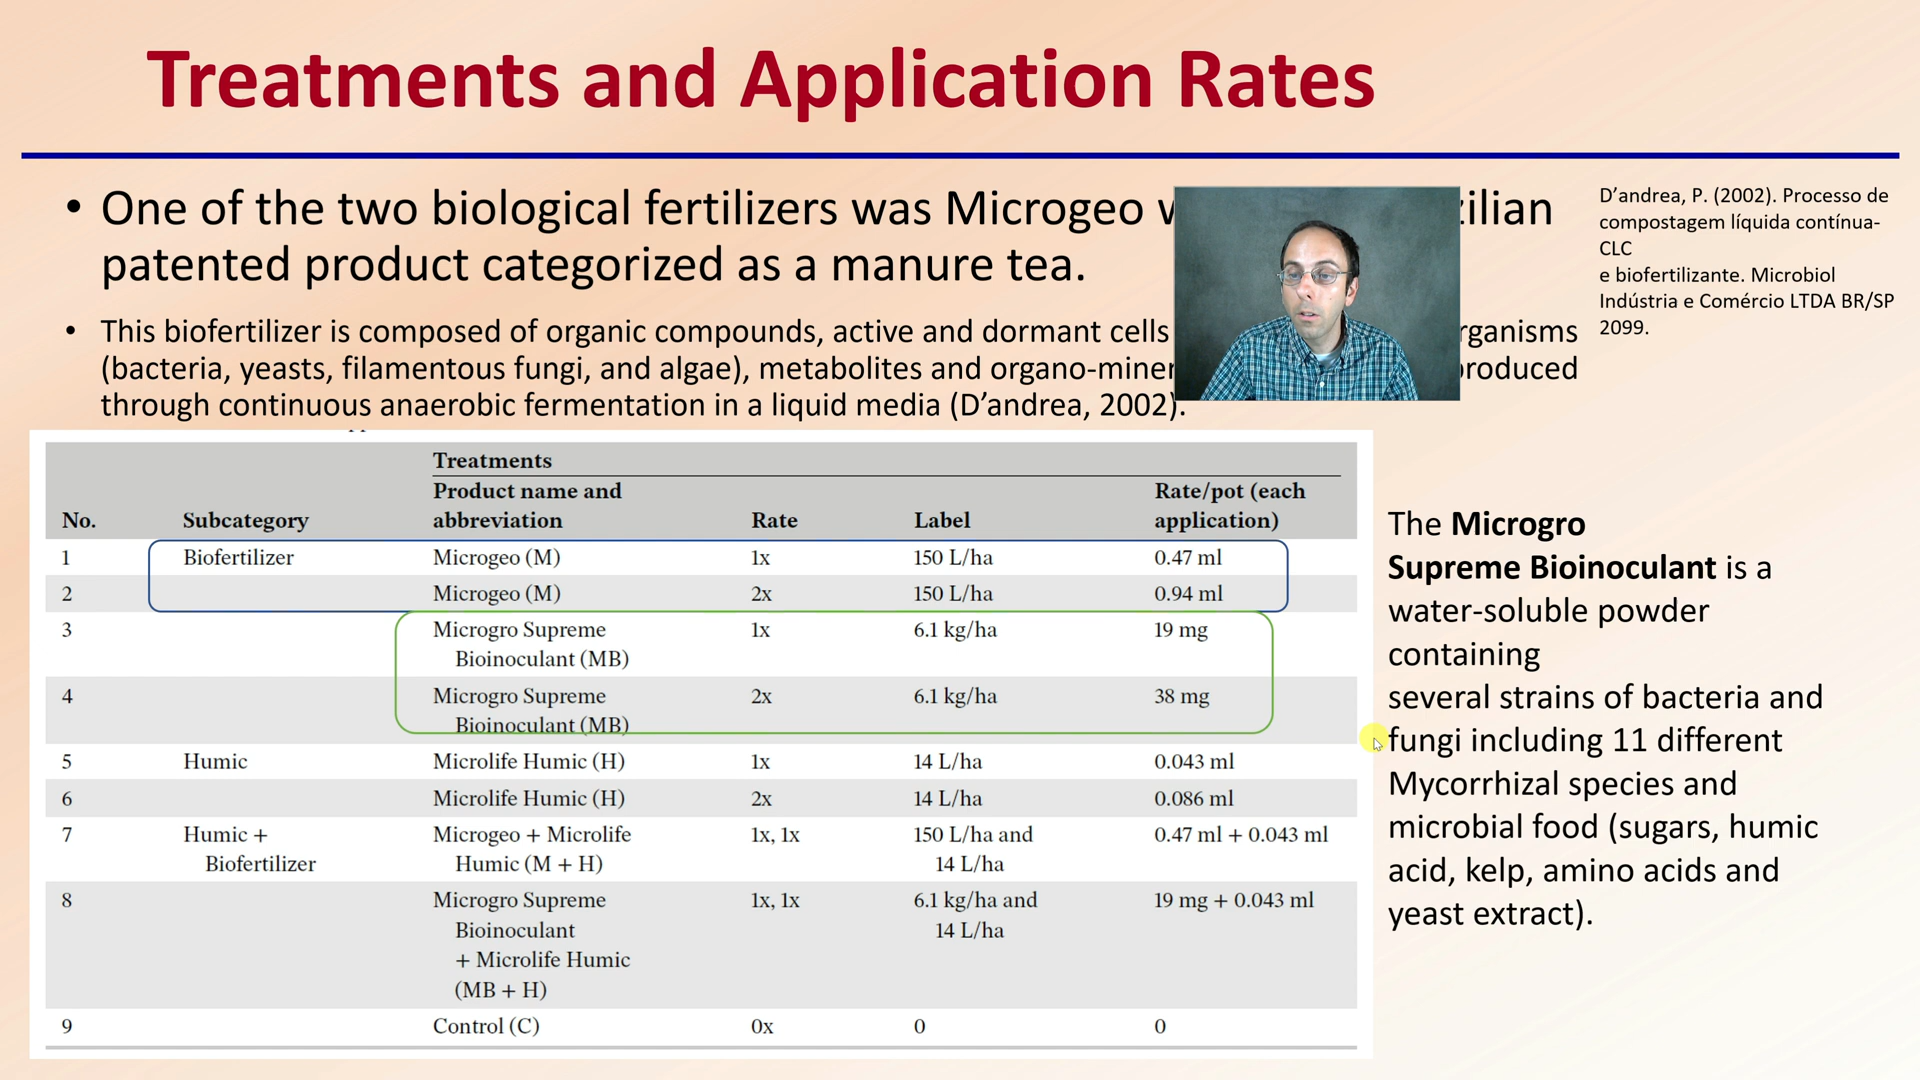 Treatments and Application Rates
• One of the two biological fertilizers was Microgeo
patented product categorized as a manure tea.
• This biofertilizer is composed of organic compounds, active and dormant cells
(bacteria, yeasts, filamentous fungi, and algae), metabolites and
through continuous anaerobic fermentation in a liquid media (D’andrea, 2002).
D’andrea, P. (2002). Processo de
compostagem líquida contínua-
CLC
e biofertilizante. Microbiol
Indústria e Comércio LTDA BR/SP
2099.
Treatments
Product name and Rate/pot (each
No. Subcategory abbreviation Rate Label application)
1 Biofertilizer Microgeo (M) 1x 150 L/ha 0.47 ml
2 Microgeo (M) 2x 150 L/ha 0.94 ml
3 Microgro Supreme 1x 6.1 kg/ha 19 mg
Bioinoculant (MB)
4 Microgro Supreme 2x 6.1 kg/ha 38 mg
Bioinoculant (MB)
5 Humic Microlife Humic (H) 1x 14 L/ha 0.043 ml
6 Microlife Humic (H) 2x 14 L/ha 0.086 ml
7 Humic + Microgeo + Microlife 1x, 1x 150 L/ha and 0.47 ml + 0.043 ml
Biofertilizer Humic (M + H) 14 L/ha
8 Microgro Supreme 1x, 1x 6.1 kg/ha and 19 mg + 0.043 ml
Bioinoculant 14 L/ha
+ Microlife Humic
(MB + H)
9 Control (C) 0x 0 0
The Microgro
Supreme Bioinoculant is a
water-soluble powder
containing
several strains of bacteria and
fungi including 11 different
Mycorrhizal species and
microbial food (sugars, humic
acid, kelp, amino acids and
yeast extract).